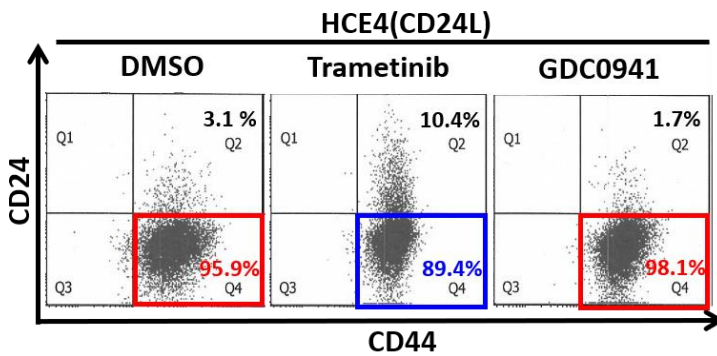 HCE4(CD24L)
DMSO
Trametinib
GDC0941
CD24
3.1 %
Q1
Q2
95.9%
Q3
Q4
10.4%
Q1
Q2
89.4%
Q3
Q4
1.7%
Q1
Q2
98.1%
Q3
Q4
CD44